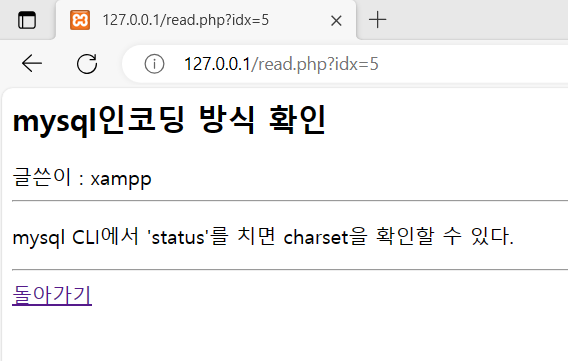 127.0.0.1/read.php?idx=5
127.0.0.1/read.php?idx=5
mysql인코딩 방식 확인
글쓴이 : xampp
mysql CLI에서 'status'를 치면 charset을 확인할 수 있다.
돌아가기